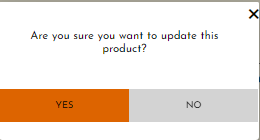 Are you sure you want to update this
product?
YES
NO